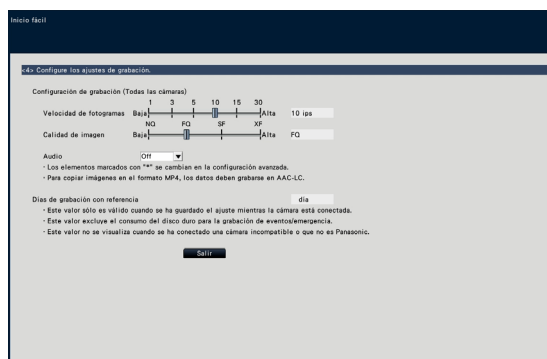 Inicio fácil
<4> Configure los ajustes de grabación.
Configuración de grabación (Todas las cámaras)
1 3 5 10 15 30
Velocidad de fotogramas Baja Alta 10 ips
NQ FQ SF XF
Calidad de imagen Baja Alta FQ
Audio Off
- Los elementos marcados con "*" se cambian en la configuración avanzada.
- Para copiar imágenes en el formato MP4, los datos deben grabarse en AAC-LC.
Días de grabación con referencia día
- Este valor sólo es válido cuando se ha guardado el ajuste mientras la cámara está conectada.
- Este valor excluye el consumo del disco duro para la grabación de eventos/emergencia.
- Este valor no se visualiza cuando se ha conectado una cámara incompatible o que no es Panasonic.
Salir